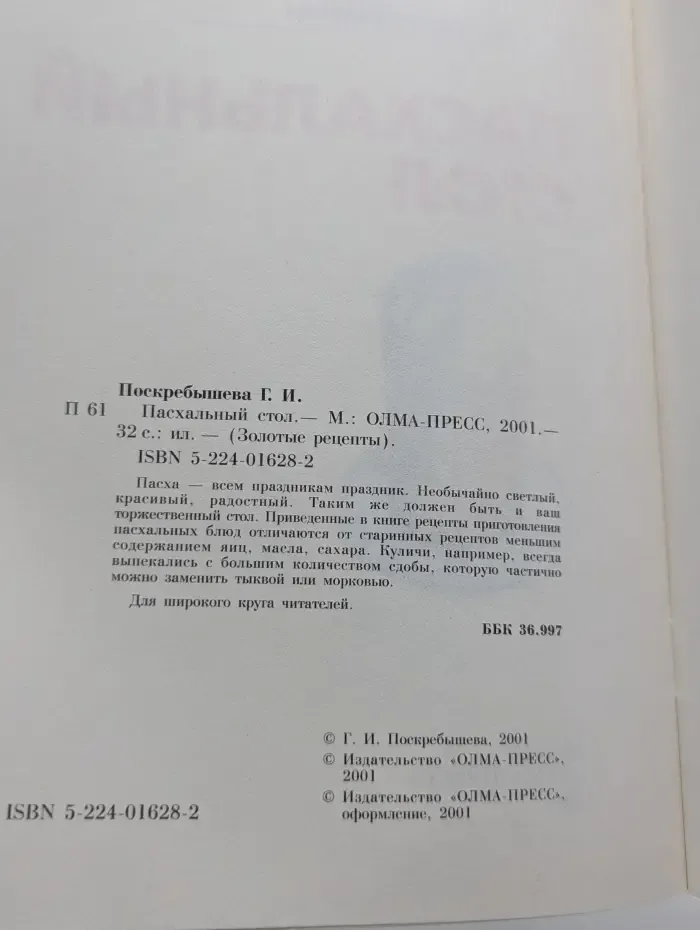 Поскребышева Г. И.
П 61 Пасхальный стол.— М.: ОЛМА-ПРЕСС, 2001.—
32 с.: ил. — (Золотые рецепты).
ISBN 5-224-01628-2
Пасха — всем праздникам праздник. Необычайно светлый,
красивый, радостный. Таким же должен быть и ваш
торжественный стол. Приведенные в книге рецепты приготовления
пасхальных блюд отличаются от старинных рецептов меньшим
содержанием яиц, масла, сахара. Куличи, например, всегда
выпекались с большим количеством сдобы, которую частично
можно заменить тыквой или морковью.
Для широкого круга читателей.
ББК 36.997
© Г. И. Поскребышева, 2001
© Издательство «ОЛМА-ПРЕСС»,
2001
© Издательство «ОЛМА-ПРЕСС»,
оформление, 2001
ISBN 5-224-01628-2